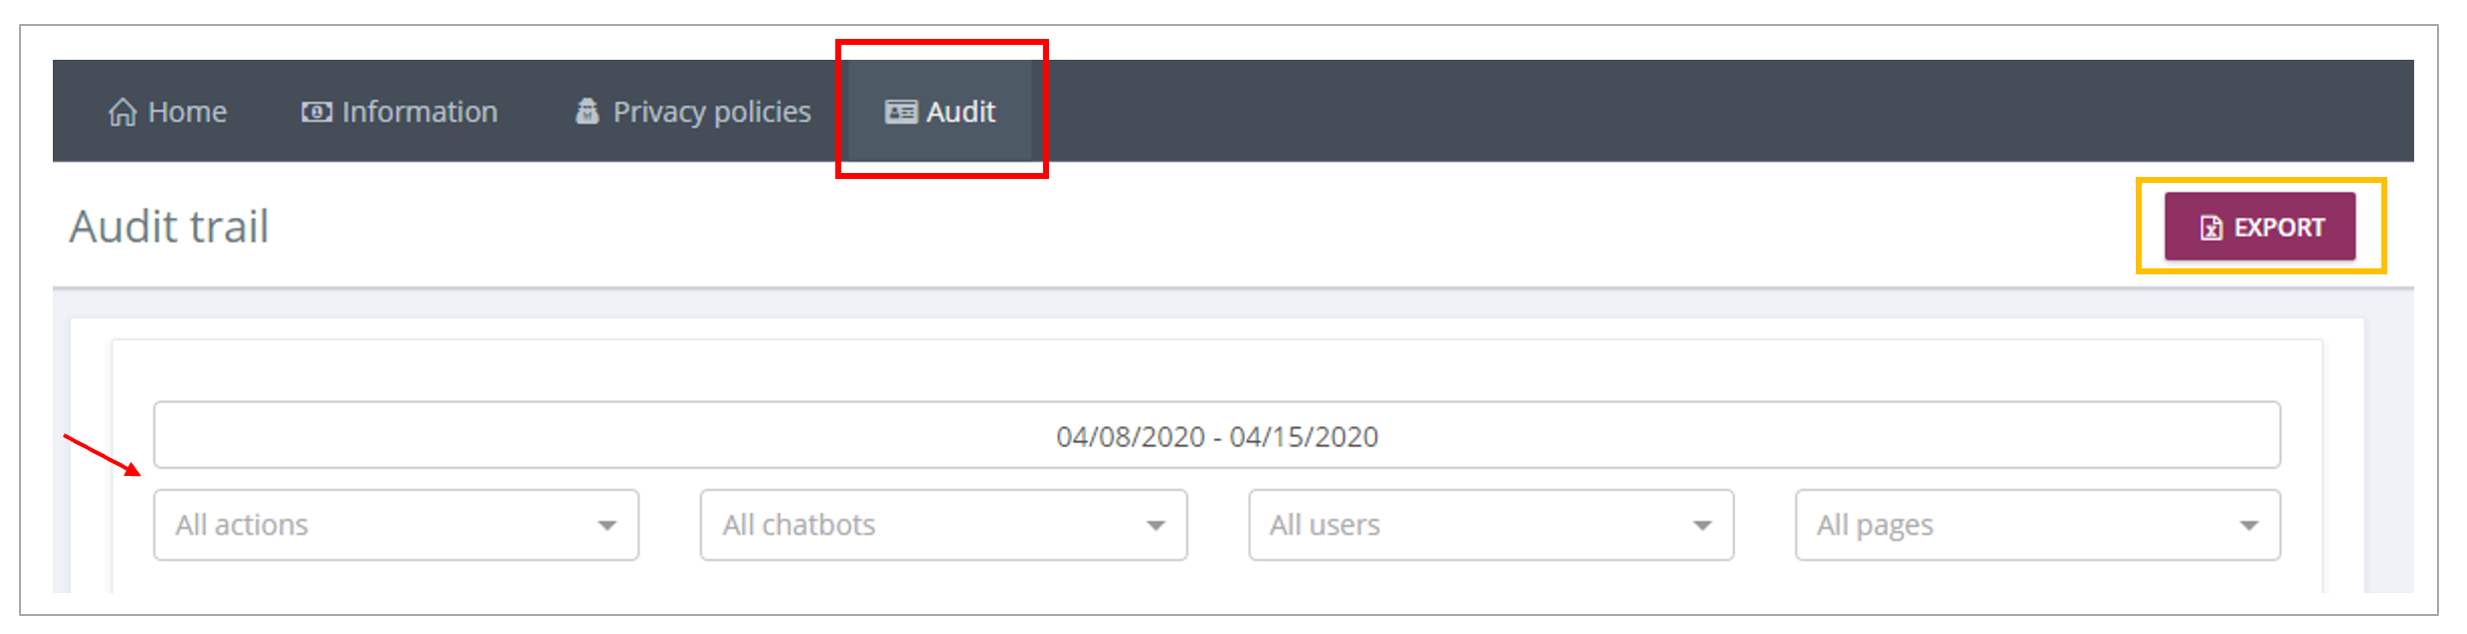 Home Information Privacy policies Audit
Audit trail
EXPORT
04/08/2020 - 04/15/2020
All actions All chatbots All users All pages